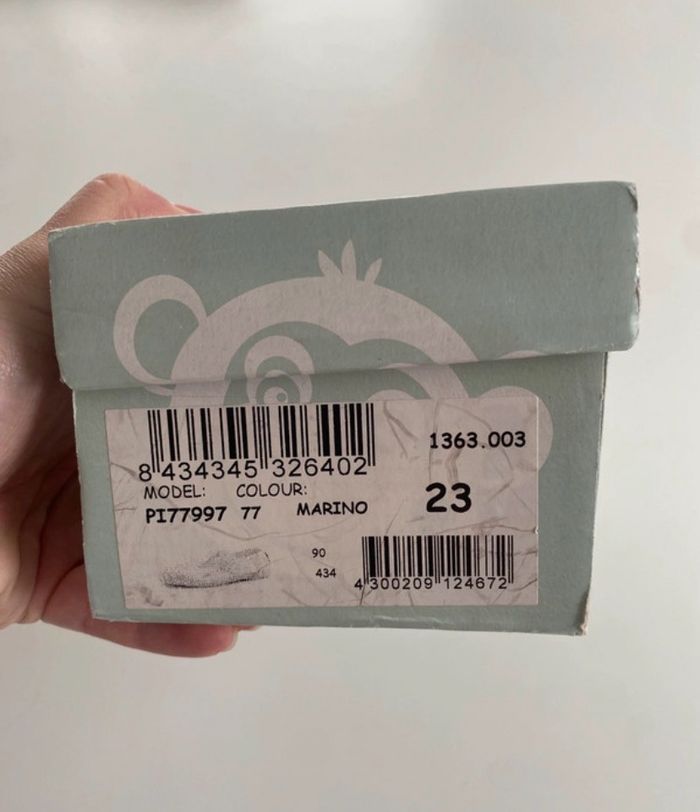 8 434345 326402
1363.003
MODEL: COLOUR:
PI77997 77 MARINO
23
90
434
4 300209 124672